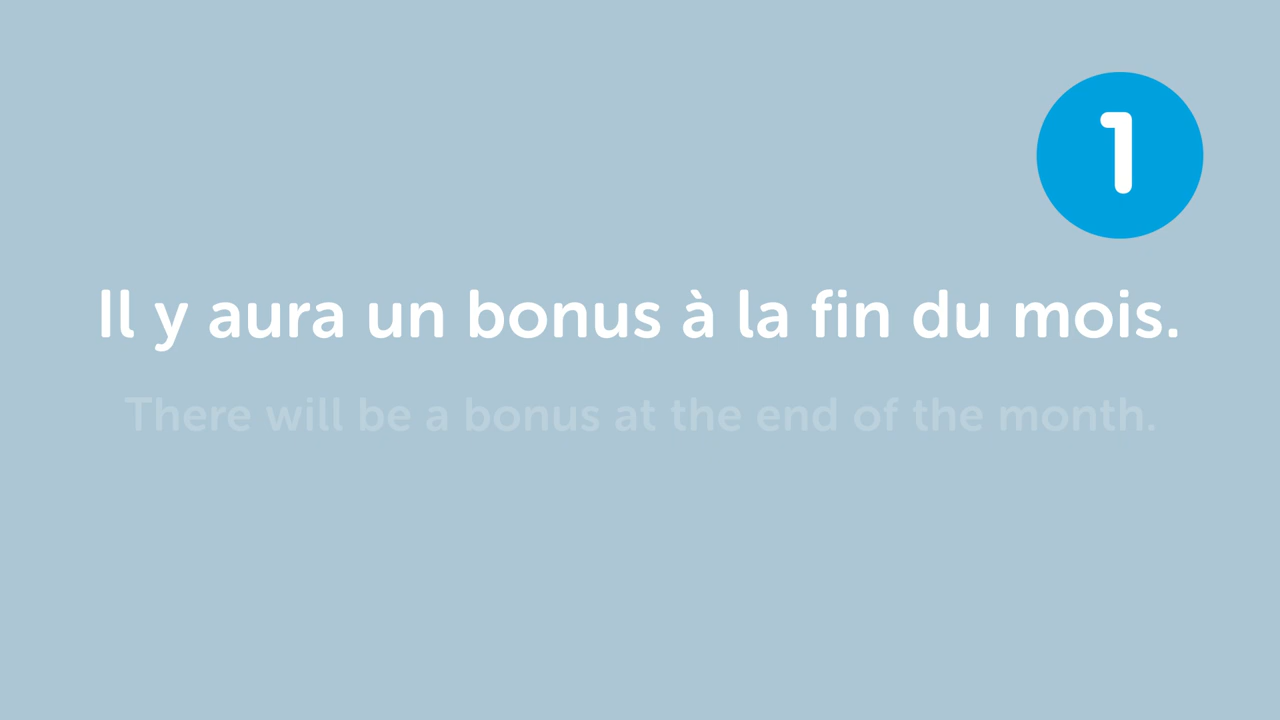 1
Il y aura un bonus à la fin du mois.
There will be a bonus at the end of the month.